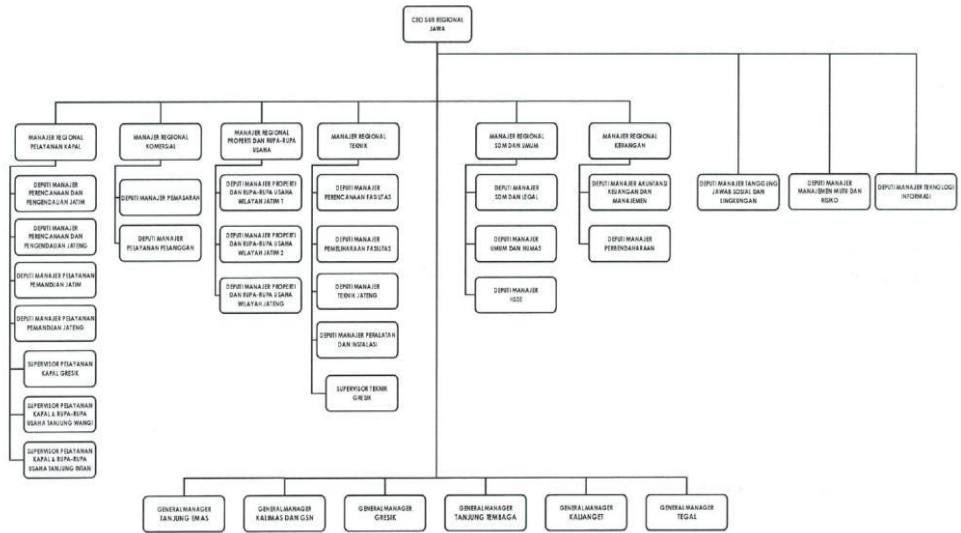 CEO SUB REGIONAL
JAWA
MANAJER REGIONAL
PELAYANAN KAPAL
MANAJER REGIONAL
KOMERSIAL
MANAJER REGIONAL
PROPERTI DAN RUPA-RUPA
USAHA
MANAJER REGIONAL
TEKNIK
MANAJER REGIONAL
SDM DAN UMUM
MANAJER REGIONAL
KEUANGAN
DEPUTI MANAJER
PERENCANAAN DAN
PENGENDALIAN JATIM
DEPUTI MANAJER
PERENCANAAN DAN
PENGENDALIAN JATENG
DEPUTI MANAJER PELAYANAN
PEMANDUAN JATIM
DEPUTI MANAJER PELAYANAN
PEMANDUAN JATENG
SUPERVISOR PELAYANAN
KAPAL GRESIK
SUPERVISOR PELAYANAN
KAPAL & RUPA-RUPA
USAHA TANJUNG WANGI
SUPERVISOR PELAYANAN
KAPAL & RUPA-RUPA
USAHA TANJUNG INTAN
DEPUTI MANAJER PEMASARAN
DEPUTI MANAJER
PELAYANAN PELANGGAN
DEPUTI MANAJER PROPERTI
DAN RUPA-RUPA USAHA
WILAYAH JATIM 1
DEPUTI MANAJER PROPERTI
DAN RUPA-RUPA USAHA
WILAYAH JATIM 2
DEPUTI MANAJER PROPERTI
DAN RUPA-RUPA USAHA
WILAYAH JATENG
DEPUTI MANAJER
PERENCANAAN FASILITAS
DEPUTI MANAJER
PEMELIHARAAN FASILITAS
DEPUTI MANAJER
TEKNIK JATENG
DEPUTI MANAJER PERALATAN
DAN INSTALASI
SUPERVISOR TEKNIK
GRESIK
DEPUTI MANAJER
SDM DAN LEGAL
DEPUTI MANAJER
UMUM DAN HUMAS
DEPUTI MANAJER
HSSE
DEPUTI MANAJER AKUNTANSI
KEUANGAN DAN
MANAJEMEN
DEPUTI MANAJER
PERBENDAHARAAN
DEPUTI MANAJER TANGGUNG
JAWAB SOSIAL DAN
LINGKUNGAN
DEPUTI MANAJER
MANAJEMEN MUTU DAN
RISIKO
DEPUTI MANAJER TEKNOLOGI
INFORMASI
GENERAL MANAGER
TANJUNG EMAS
GENERAL MANAGER
KALIMAS DAN GSN
GENERAL MANAGER
GRESIK
GENERAL MANAGER
TANJUNG TEMBAGA
GENERAL MANAGER
KALIANGET
GENERAL MANAGER
TEGAL